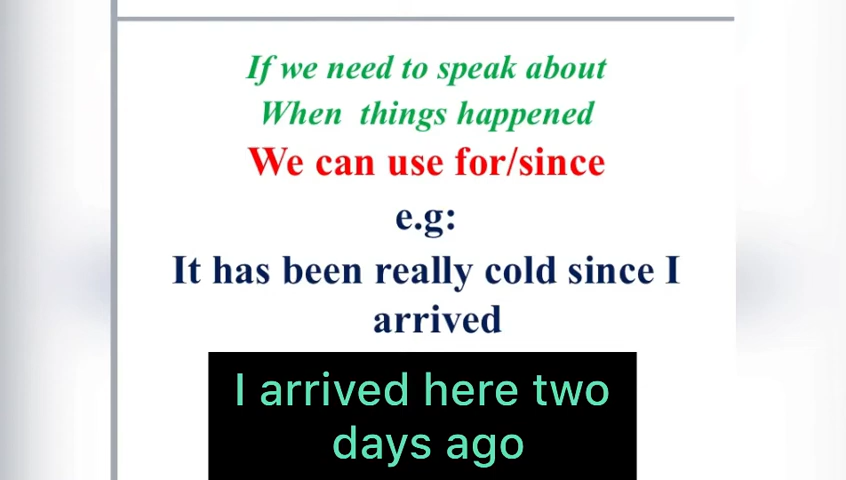 If we need to speak about
When things happened
We can use for/since
e.g:
It has been really cold since I
arrived
I arrived here two
days ago